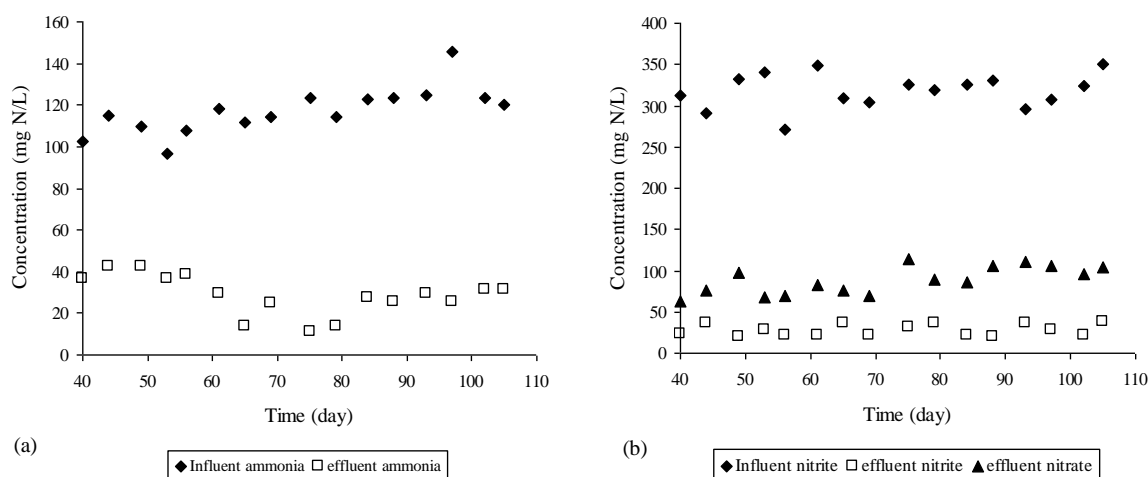 160
140
120
100
80
60
40
20
0
Concentration (mg N/L)
40 50 60 70 80 90 100 110
Time (day)
(a)
Influent ammonia effluent ammonia
400
350
300
250
200
150
100
50
0
Concentration (mg N/L)
40 50 60 70 80 90 100 110
Time (day)
(b)
Influent nitrite effluent nitrite effluent nitrate